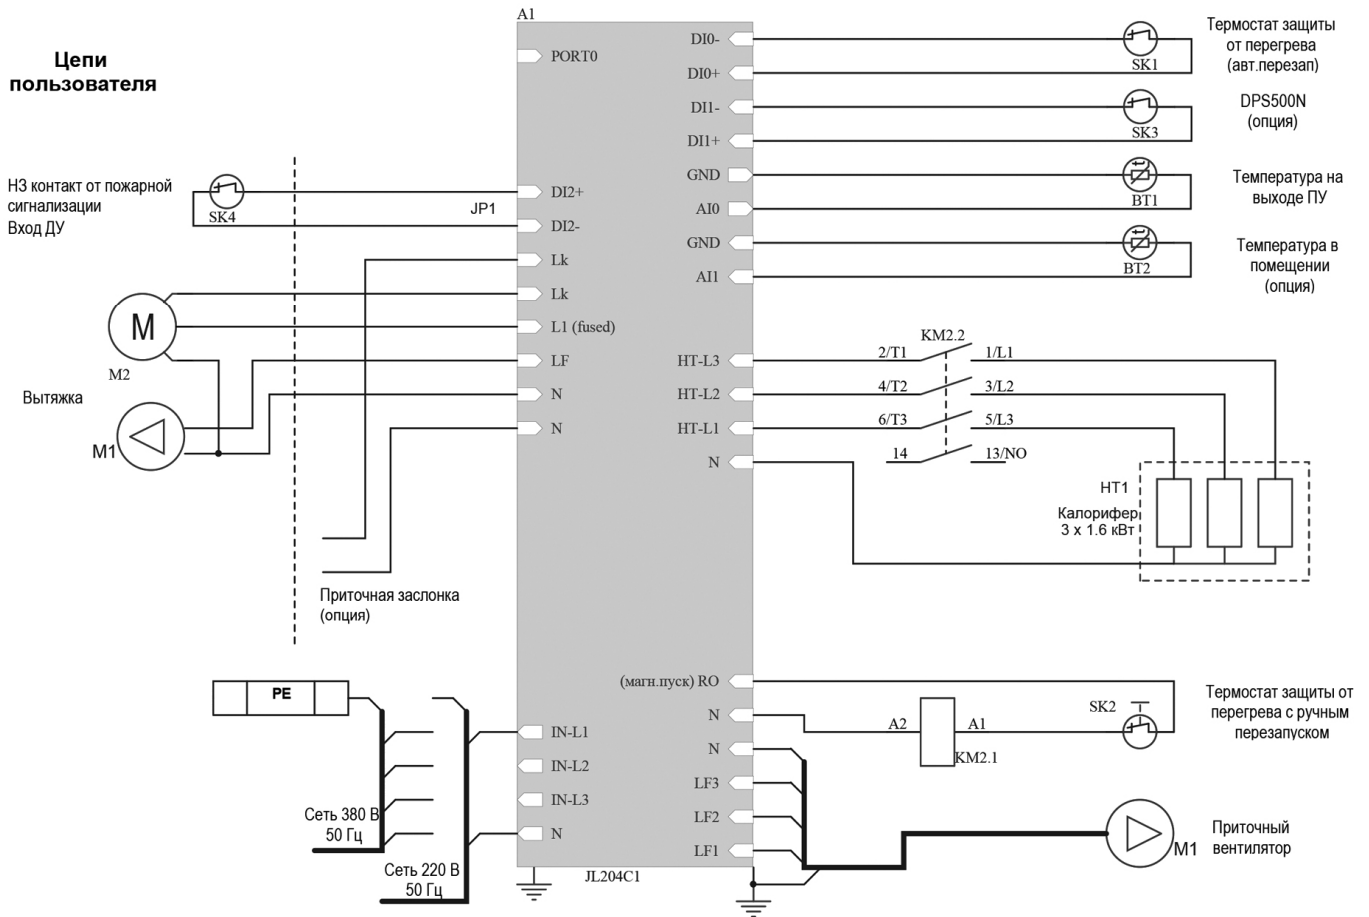 Цепи
пользователя
A1
PORT0
НЗ контакт от пожарной
сигнализации
Вход ДУ
SK4
JP1
DI2+
DI2-
Lk
Lk
L1 (fused)
LF
N
N
M
M2
Вытяжка
M1
Приточная заслонка
(опция)
PE
Сеть 380 В
50 Гц
Сеть 220 В
50 Гц
IN-L1
IN-L2
IN-L3
N
JL204C1
DI0-
DI0+
DI1-
DI1+
GND
AI0
GND
AI1
HT-L3
HT-L2
HT-L1
N
(магн.пуск) RO
N
N
LF3
LF2
LF1
SK1
Термостат защиты
от перегрева
(авт.перезап)
SK3
DPS500N
(опция)
BT1
Температура на
выходе ПУ
BT2
Температура в
помещении
(опция)
KM2.2
2/T1
1/L1
4/T2
3/L2
6/T3
5/L3
14
13/NO
HT1
Калорифер
3 x 1.6 кВт
A2
A1
KM2.1
SK2
Термостат защиты от
перегрева с ручным
перезапуском
M1
Приточный
вентилятор